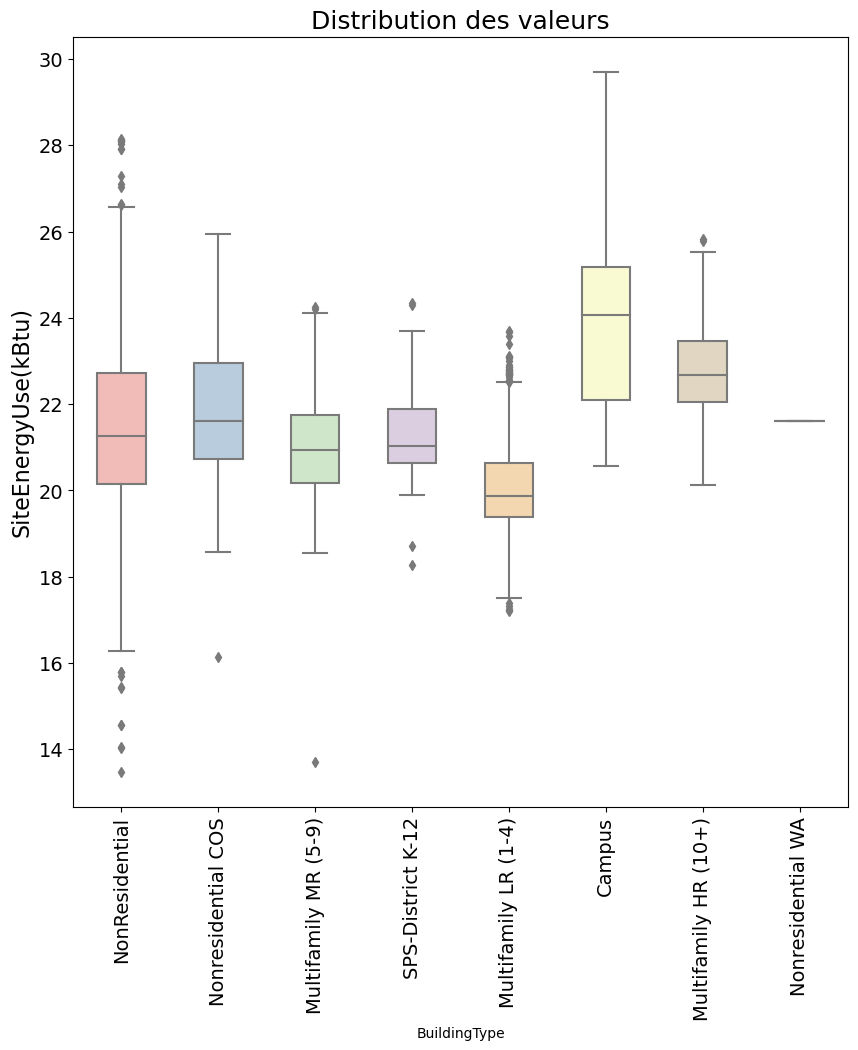 Distribution des valeurs
SiteEnergyUse(kBtu)
30
28
26
24
22
20
18
16
14
NonResidential
Nonresidential COS
Multifamily MR (5-9)
SPS-District K-12
Multifamily LR (1-4)
Campus
Multifamily HR (10+)
Nonresidential WA
BuildingType